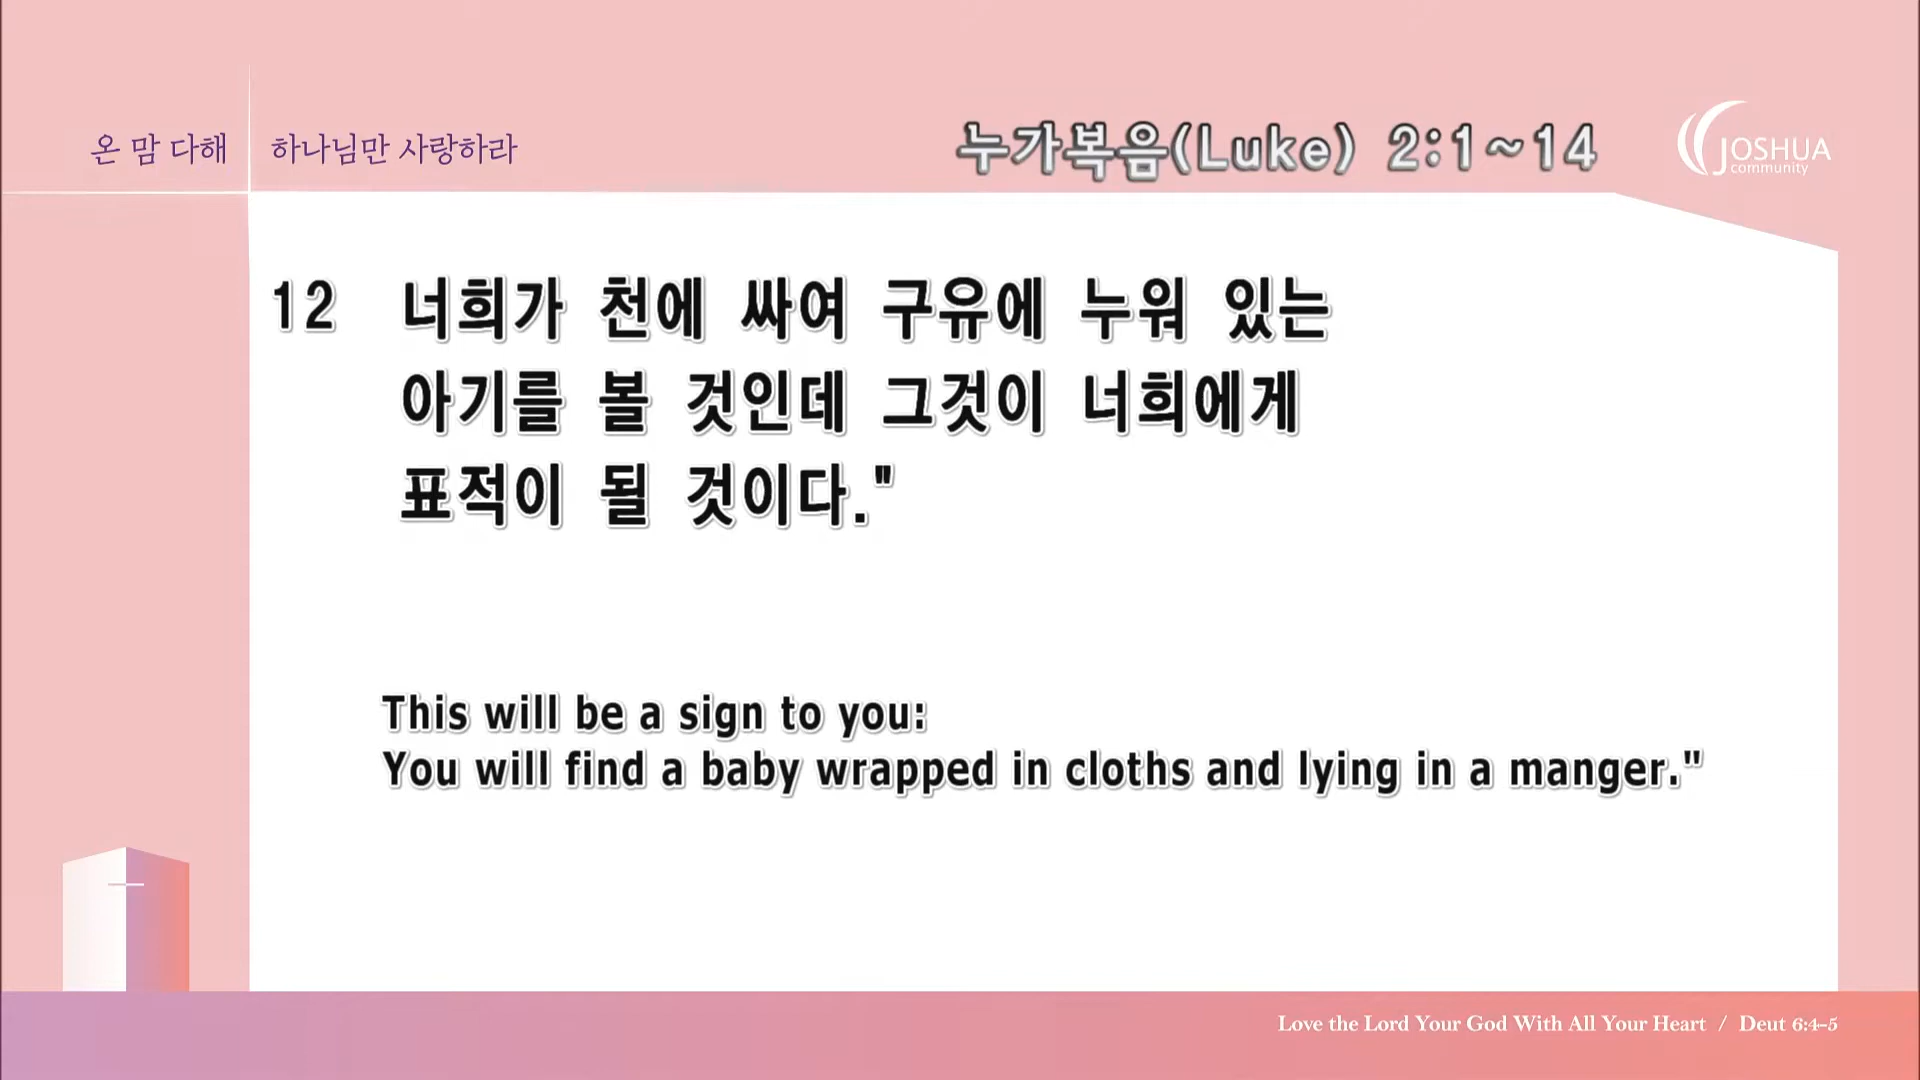 온 맘 다해 하나님만 사랑하라
누가복음(Luke) 2:1~14
JOSHUA
community
12 너희가 천에 싸여 구유에 누워 있는
아기를 볼 것인데 그것이 너희에게
표적이 될 것이다."
This will be a sign to you:
You will find a baby wrapped in cloths and lying in a manger."
Love the Lord Your God With All Your Heart / Deut 6:4–5